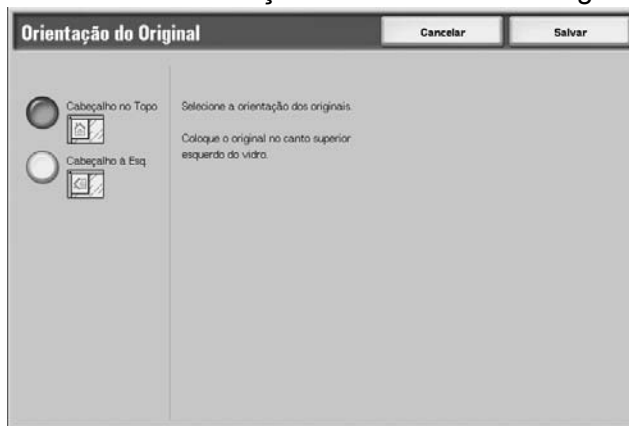 Orientação do Original
Cancelar
Salvar
Cabeçalho no Topo
Selecione a orientação dos originais.
Coloque o original no canto superior
esquerdo do vidro.
Cabeçalho à Esq